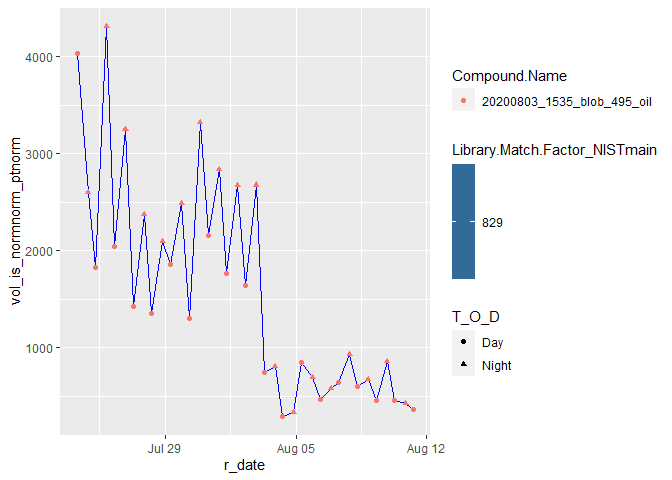 4000
3000
2000
1000
vol_is_normnorm_ptnorm
Jul 29
Aug 05
Aug 12
r_date
Compound.Name
20200803_1535_blob_495_oil
Library.Match.Factor_NISTmain
829
T_O_D
Day
Night